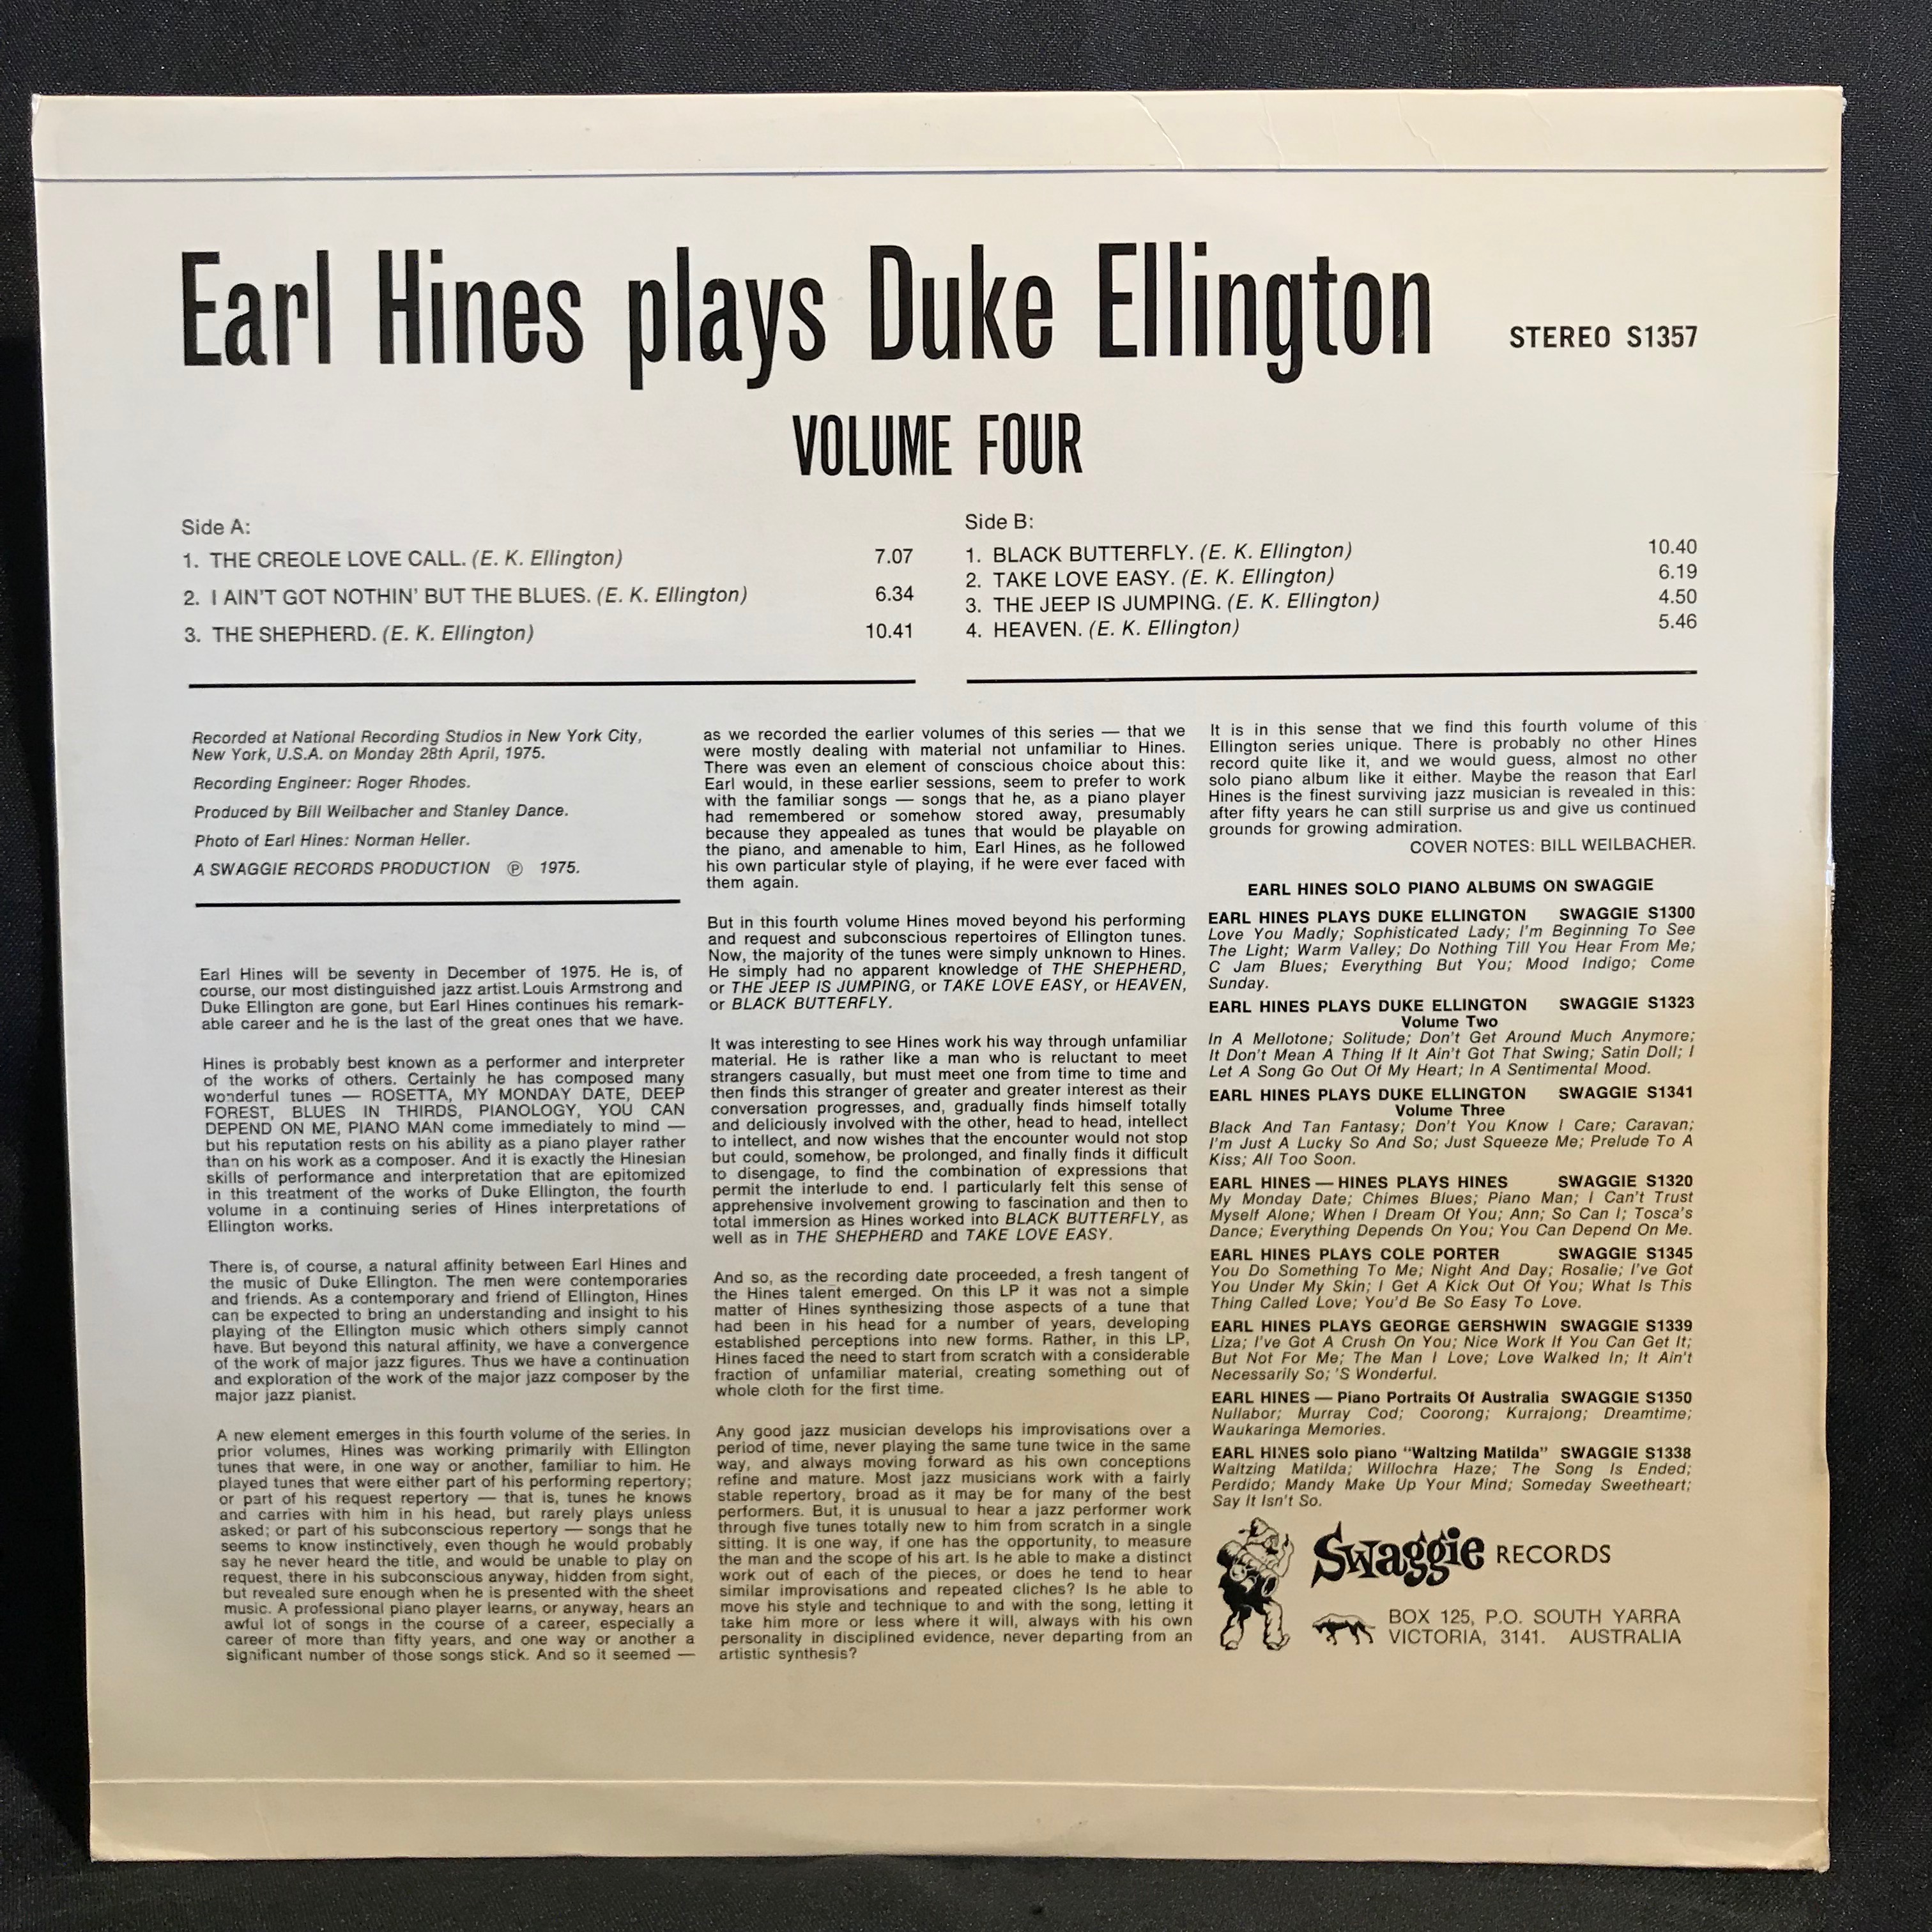 Earl Hines plays Duke Ellington
STEREO S1357
VOLUME FOUR
Side A:
1. THE CREOLE LOVE CALL. (E. K. Ellington) 7.07
2. I AIN'T GOT NOTHIN' BUT THE BLUES. (E. K. Ellington) 6.34
3. THE SHEPHERD. (E. K. Ellington) 10.41
Side B:
1. BLACK BUTTERFLY. (E. K. Ellington) 10.40
2. TAKE LOVE EASY. (E. K. Ellington) 6.19
3. THE JEEP IS JUMPING. (E. K. Ellington) 4.50
4. HEAVEN. (E. K. Ellington) 5.46
Recorded at National Recording Studios in New York City,
New York, U.S.A. on Monday 28th April, 1975.
Recording Engineer: Roger Rhodes.
Produced by Bill Weilbacher and Stanley Dance.
Photo of Earl Hines: Norman Heller.
A SWAGGIE RECORDS PRODUCTION ℗ 1975.
Earl Hines will be seventy in December of 1975. He is, of
course, our most distinguished jazz artist. Louis Armstrong and
Duke Ellington are gone, but Earl Hines continues his remark-
able career and he is the last of the great ones that we have.
Hines is probably best known as a performer and interpreter
of the works of others. Certainly he has composed many
wonderful tunes — ROSETTA, MY MONDAY DATE, DEEP
FOREST, BLUES IN THIRDS, PIANOLOGY, YOU CAN
DEPEND ON ME, PIANO MAN come immediately to mind —
but his reputation rests on his ability as a piano player rather
than on his work as a composer. And it is exactly the Hinesian
skills of performance and interpretation that are epitomized
in this treatment of the works of Duke Ellington, the fourth
volume in a continuing series of Hines interpretations of
Ellington works.
There is, of course, a natural affinity between Earl Hines and
the music of Duke Ellington. The men were contemporaries
and friends. As a contemporary and friend of Ellington, Hines
can be expected to bring an understanding and insight to his
playing of the Ellington music which others simply cannot
have. But beyond this natural affinity, we have a convergence
of the work of major jazz figures. Thus we have a continuation
and exploration of the work of the major jazz composer by the
major jazz pianist.
A new element emerges in this fourth volume of the series. In
prior volumes, Hines was working primarily with Ellington
tunes that were, in one way or another, familiar to him. He
played tunes that were either part of his performing repertory;
or part of his request repertory — that is, tunes he knows
and carries with him in his head, but rarely plays unless
asked; or part of his subconscious repertory — songs that he
seems to know instinctively, even though he would probably
say he never heard the title, and would be unable to play on
request, there in his subconscious anyway, hidden from sight,
but revealed sure enough when he is presented with the sheet
music. A professional piano player learns, or anyway, hears an
awful lot of songs in the course of a career, especially a
career of more than fifty years, and one way or another a
significant number of those songs stick. And so it seemed —
as we recorded the earlier volumes of this series — that we
were mostly dealing with material not unfamiliar to Hines.
There was even an element of conscious choice about this:
Earl would, in these earlier sessions, seem to prefer to work
with the familiar songs — songs that he, as a piano player
had remembered or somehow stored away, presumably
because they appealed as tunes that would be playable on
the piano, and amenable to him, Earl Hines, as he followed
his own particular style of playing, if he were ever faced with
them again.
But in this fourth volume Hines moved beyond his performing
and request and subconscious repertoires of Ellington tunes.
Now, the majority of the tunes were simply unknown to Hines.
He simply had no apparent knowledge of THE SHEPHERD,
or THE JEEP IS JUMPING, or TAKE LOVE EASY, or HEAVEN,
or BLACK BUTTERFLY.
It was interesting to see Hines work his way through unfamiliar
material. He is rather like a man who is reluctant to meet
strangers casually, but must meet one from time to time and
then finds this stranger of greater and greater interest as their
conversation progresses, and, gradually finds himself totally
and deliciously involved with the other, head to head, intellect
to intellect, and now wishes that the encounter would not stop
but could, somehow, be prolonged, and finally finds it difficult
to disengage, to find the combination of expressions that
permit the interlude to end. I particularly felt this sense of
apprehensive involvement growing to fascination and then to
total immersion as Hines worked into BLACK BUTTERFLY, as
well as in THE SHEPHERD and TAKE LOVE EASY.
And so, as the recording date proceeded, a fresh tangent of
the Hines talent emerged. On this LP it was not a simple
matter of Hines synthesizing those aspects of a tune that
had been in his head for a number of years, developing
established perceptions into new forms. Rather, in this LP,
Hines faced the need to start from scratch with a considerable
fraction of unfamiliar material, creating something out of
whole cloth for the first time.
Any good jazz musician develops his improvisations over a
period of time, never playing the same tune twice in the same
way, and always moving forward as his own conceptions
refine and mature. Most jazz musicians work with a fairly
stable repertory, broad as it may be for many of the best
performers. But, it is unusual to hear a jazz performer work
through five tunes totally new to him from scratch in a single
sitting. It is one way, if one has the opportunity, to measure
the man and the scope of his art. Is he able to make a distinct
work out of each of the pieces, or does he tend to hear
similar improvisations and repeated cliches? Is he able to
move his style and technique to and with the song, letting it
take him more or less where it will, always with his own
personality in disciplined evidence, never departing from an
artistic synthesis?
It is in this sense that we find this fourth volume of this
Ellington series unique. There is probably no other Hines
record quite like it, and we would guess, almost no other
solo piano album like it either. Maybe the reason that Earl
Hines is the finest surviving jazz musician is revealed in this:
after fifty years he can still surprise us and give us continued
grounds for growing admiration.
COVER NOTES: BILL WEILBACHER.
EARL HINES SOLO PIANO ALBUMS ON SWAGGIE
EARL HINES PLAYS DUKE ELLINGTON SWAGGIE S1300
Love You Madly; Sophisticated Lady; I'm Beginning To See
The Light; Warm Valley; Do Nothing Till You Hear From Me;
C Jam Blues; Everything But You; Mood Indigo; Come
Sunday.
EARL HINES PLAYS DUKE ELLINGTON SWAGGIE S1323
Volume Two
In A Mellotone; Solitude; Don't Get Around Much Anymore;
It Don't Mean A Thing If It Ain't Got That Swing; Satin Doll; I
Let A Song Go Out Of My Heart; In A Sentimental Mood.
EARL HINES PLAYS DUKE ELLINGTON SWAGGIE S1341
Volume Three
Black And Tan Fantasy; Don't You Know I Care; Caravan;
I'm Just A Lucky So And So; Just Squeeze Me; Prelude To A
Kiss; All Too Soon.
EARL HINES — HINES PLAYS HINES SWAGGIE S1320
My Monday Date; Chimes Blues; Piano Man; I Can't Trust
Myself Alone; When I Dream Of You; Ann; So Can I; Tosca's
Dance; Everything Depends On You; You Can Depend On Me.
EARL HINES PLAYS COLE PORTER SWAGGIE S1345
You Do Something To Me; Night And Day; Rosalie; I've Got
You Under My Skin; I Get A Kick Out Of You; What Is This
Thing Called Love; You'd Be So Easy To Love.
EARL HINES PLAYS GEORGE GERSHWIN SWAGGIE S1339
Liza; I've Got A Crush On You; Nice Work If You Can Get It;
But Not For Me; The Man I Love; Love Walked In; It Ain't
Necessarily So; 'S Wonderful.
EARL HINES — Piano Portraits Of Australia SWAGGIE S1350
Nullabor; Murray Cod; Coorong; Kurrajong; Dreamtime;
Waukaringa Memories.
EARL HINES solo piano "Waltzing Matilda" SWAGGIE S1338
Waltzing Matilda; Willochra Haze; The Song Is Ended;
Perdido; Mandy Make Up Your Mind; Someday Sweetheart;
Say It Isn't So.
Swaggie RECORDS
BOX 125, P.O. SOUTH YARRA
VICTORIA, 3141. AUSTRALIA